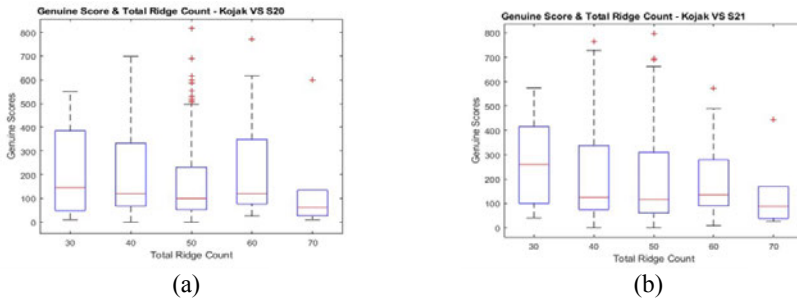 Genuine Score & Total Ridge Count - Kojak VS S20
800
700
600
500
400
300
200
100
0
Genuine Scores
30 40 50 60 70
Total Ridge Count
(a)
Genuine Score & Total Ridge Count - Kojak VS S21
800
700
600
500
400
300
200
100
0
Genuine Scores
30 40 50 60 70
Total Ridge Count
(b)